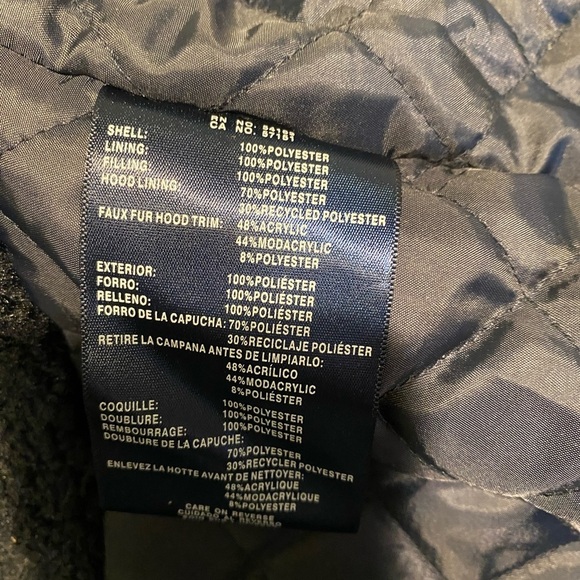 CA NO:
SHELL: 100%POLYESTER
LINING: 100%POLYESTER
FILLING 100%POLYESTER
HOOD LINING: 70%POLYESTER
30%RECYCLED POLYESTER
FAUX FUR HOOD TRIM: 48%ACRYLIC
44%MODACRYLIC
8%POLYESTER
EXTERIOR: 100%POLIÉSTER
FORRO: 100%POLIÉSTER
RELLENO: 100%POLIÉSTER
FORRO DE LA CAPUCHA: 70%POLIÉSTER
30%RECICLAJE POLIÉSTER
RETIRE LA CAMPANA ANTES DE LIMPIARLO:
48%ACRÍLICO
44%MODACRYLIC
8%POLIÉSTER
COQUILLE: 100%POLYESTER
DOUBLURE: 100%POLYESTER
REMBOURRAGE: 100%POLYESTER
DOUBLURE DE LA CAPUCHE:
70%POLYESTER
30%RECYCLER POLYESTER
ENLEVEZ LA HOTTE AVANT DE NETTOYER:
48%ACRYLIQUE
44%MODACRYLIQUE
8%POLYESTER
CARE ON REVERSE